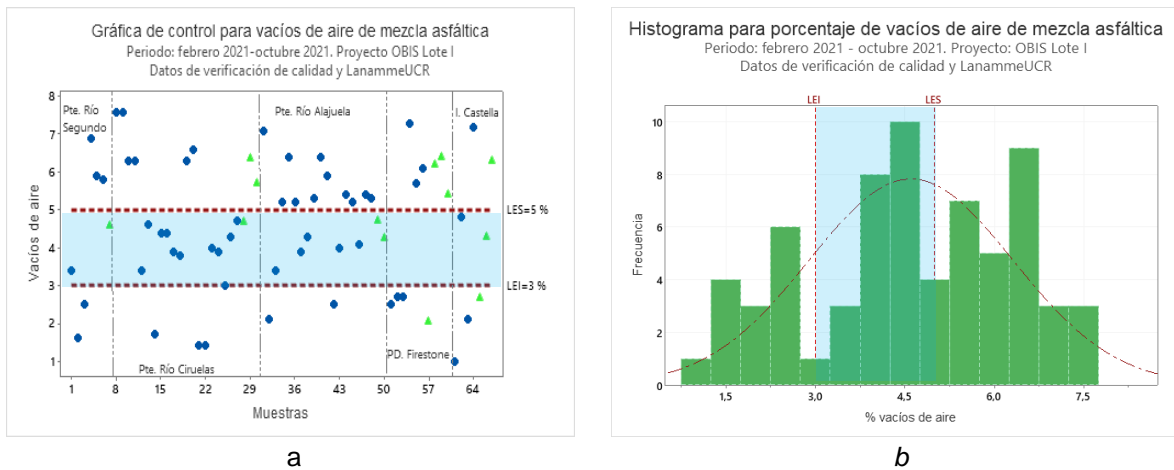 Gráfica de control para vacíos de aire de mezcla asfáltica
Periodo: febrero 2021-octubre 2021. Proyecto OBIS Lote I
Datos de verificación de calidad y LanammeUCR
Vacíos de aire
8
7
6
5
4
3
2
1
Pte. Río
Segundo
Pte. Río Ciruelas
Pte. Río Alajuela
PD. Firestone
I. Castella
LES=5 %
LEI=3 %
1 8 15 22 29 36 43 50 57 64
Muestras
a
Histograma para porcentaje de vacíos de aire de mezcla asfáltica
Periodo: febrero 2021 - octubre 2021. Proyecto: OBIS Lote I
Datos de verificación de calidad y LanammeUCR
LEI LES
Frecuencia
10
8
6
4
2
0
1,5 3,0 4,5 6,0 7,5
% vacíos de aire
b